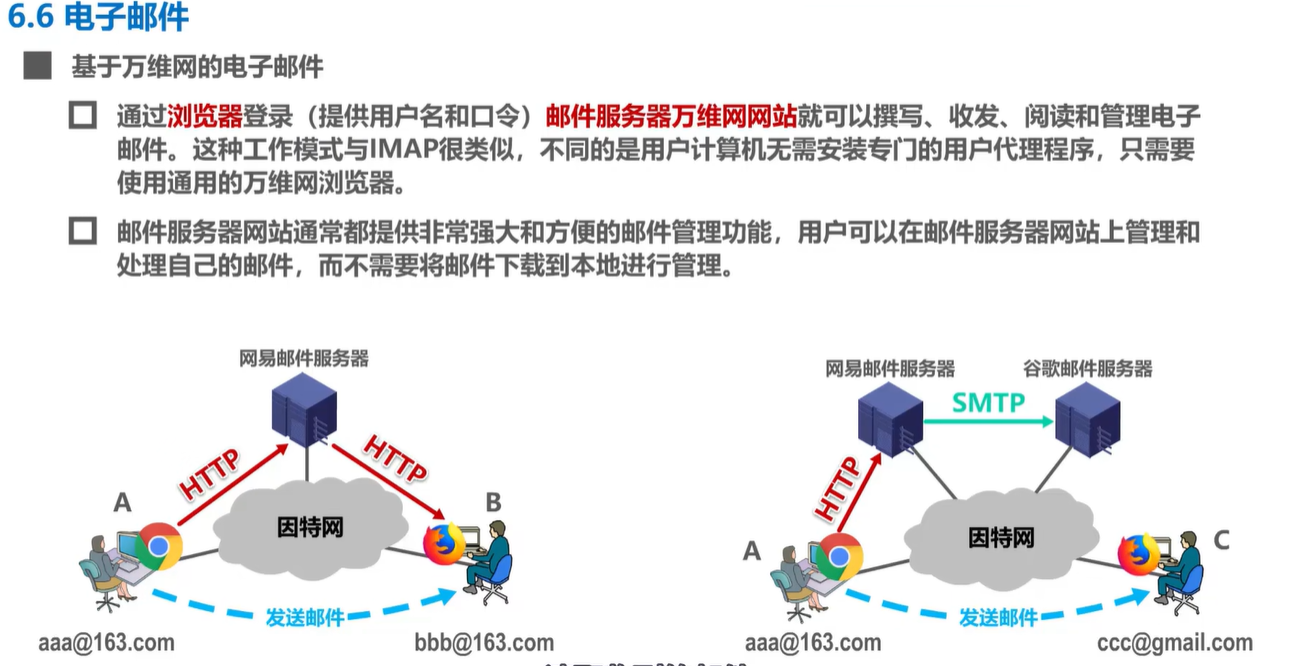 6.6 电子邮件
基于万维网的电子邮件
通过浏览器登录（提供用户名和口令）邮件服务器万维网网站就可以撰写、收发、阅读和管理电子
邮件。这种工作模式与IMAP很类似，不同的是用户计算机无需安装专门的用户代理程序，只需要
使用通用的万维网浏览器。
邮件服务器网站通常都提供非常强大和方便的邮件管理功能，用户可以在邮件服务器网站上管理和
处理自己的邮件，而不需要将邮件下载到本地进行管理。
网易邮件服务器
HTTP
HTTP
A
B
因特网
发送邮件
aaa@163.com
bbb@163.com
网易邮件服务器
谷歌邮件服务器
SMTP
HTTP
A
C
因特网
发送邮件
aaa@163.com
ccc@gmail.com